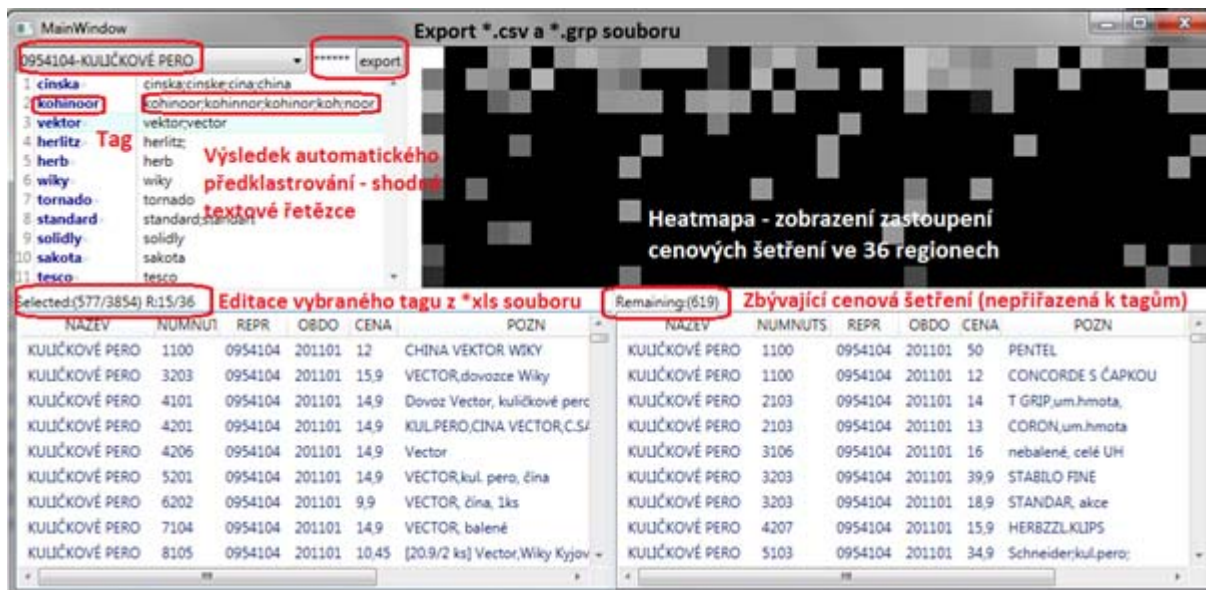 MainWindow
Export *.csv a *.grp souboru
0954104-KULIČKOVÉ PERO
****** export
1 cinska cinska;cinske;cina;china
2 kohinoor kohinoor;kohinnor;kohinor;koh;noor
3 vektor vektor;vector
Tag
4 herlitz herlitz;
5 herb herb
6 wiky wiky
7 tornado tornado
8 standard standard;standart
9 solidly solidly
10 sakota sakota
11 tesco tesco
Výsledek automatického
předklastrování - shodné
textové řetězce
Heatmapa - zobrazení zastoupení
cenových šetření ve 36 regionech
Selected:(577/3854) R:15/36
Editace vybraného tagu z *xls souboru
Remaining:(619)
Zbývající cenová šetření (nepřiřazená k tagům)
NÁZEV NUMNUT REPR OBDO CENA POZN
KULIČKOVÉ PERO 1100 0954104 201101 12 CHINA VEKTOR WIKY
KULIČKOVÉ PERO 3203 0954104 201101 15,9 VECTOR,dovozce Wiky
KULIČKOVÉ PERO 4101 0954104 201101 14,9 Dovoz Vector, kuličkové perc
KULIČKOVÉ PERO 4201 0954104 201101 14,9 KUL.PERO,CINA VECTOR,C.SA
KULIČKOVÉ PERO 4206 0954104 201101 14,9 Vector
KULIČKOVÉ PERO 5201 0954104 201101 14,9 VECTOR,kul. pero, čína
KULIČKOVÉ PERO 6202 0954104 201101 9,9 VECTOR, čína, 1ks
KULIČKOVÉ PERO 7104 0954104 201101 14,9 VECTOR, balené
KULIČKOVÉ PERO 8105 0954104 201101 10,45 [20.9/2 ks] Vector,Wiky Kyjov
NÁZEV NUMNUTS REPR OBDO CENA POZN
KULIČKOVÉ PERO 1100 0954104 201101 50 PENTEL
KULIČKOVÉ PERO 1100 0954104 201101 12 CONCORDE S ČAPKOU
KULIČKOVÉ PERO 2103 0954104 201101 14 T GRIP,um.hmota,
KULIČKOVÉ PERO 2103 0954104 201101 13 CORON,um.hmota
KULIČKOVÉ PERO 3106 0954104 201101 16 nebalené, celé UH
KULIČKOVÉ PERO 3203 0954104 201101 39,9 STABILO FINE
KULIČKOVÉ PERO 3203 0954104 201101 18,9 STANDAR, akce
KULIČKOVÉ PERO 4207 0954104 201101 15,9 HERBZZI,KLIPS
KULIČKOVÉ PERO 5103 0954104 201101 34,9 Schneider;kul.pero;